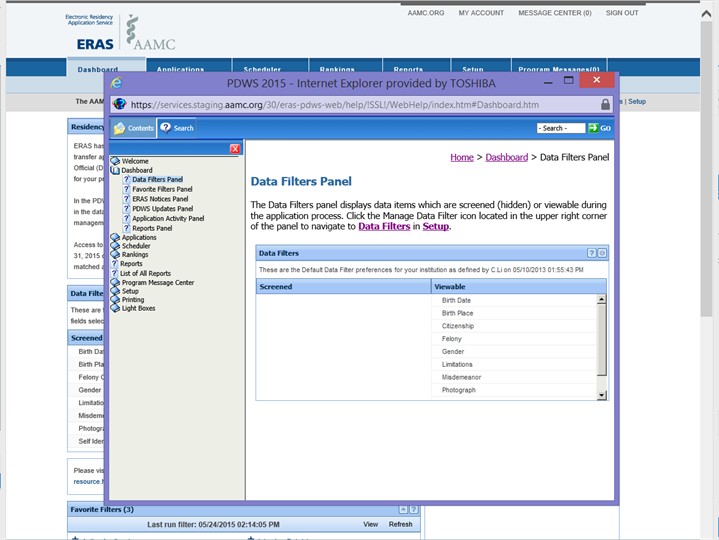 AAMC.ORG MY ACCOUNT MESSAGE CENTER (0) SIGN OUT
Electronic Residency
Application Service
ERAS AAMC
Dashboard Applications Scheduler Rankings Reports Setup Program Messages(0)
PDWS 2015 - Internet Explorer provided by TOSHIBA
https://services.staging.aamc.org/30/eras-pdws-web/help/!SSL!/WebHelp/index.htm#Dashboard.htm
The AAM
| Setup
Contents Search
- Search - GO
Welcome
Dashboard
Data Filters Panel
Favorite Filters Panel
ERAS Notices Panel
PDWS Updates Panel
Application Activity Panel
Reports Panel
Applications
Scheduler
Rankings
Reports
List of All Reports
Program Message Center
Setup
Printing
Light Boxes
Home > Dashboard > Data Filters Panel
Data Filters Panel
The Data Filters panel displays data items which are screened (hidden) or viewable during
the application process. Click the Manage Data Filter icon located in the upper right corner
of the panel to navigate to Data Filters in Setup.
Data Filters
These are the Default Data Filter preferences for your institution as defined by C.Li on 05/10/2013 01:55:43 PM
Screened Viewable
Birth Date
Birth Place
Citizenship
Felony
Gender
Limitations
Misdemeanor
Photograph
Residency
ERAS has
transfer ap
Official (D
for your p
In the PD
in the data
managem
Access to
31, 2015
matched a
Data Filte
These are
fields selec
Screened
Birth Da
Birth Pla
Felony C
Gender
Limitatio
Misdeme
Photogra
Self Iden
Please vis
resource.h
Favorite Filters (3)
Last run filter: 05/24/2015 02:14:05 PM View Refresh